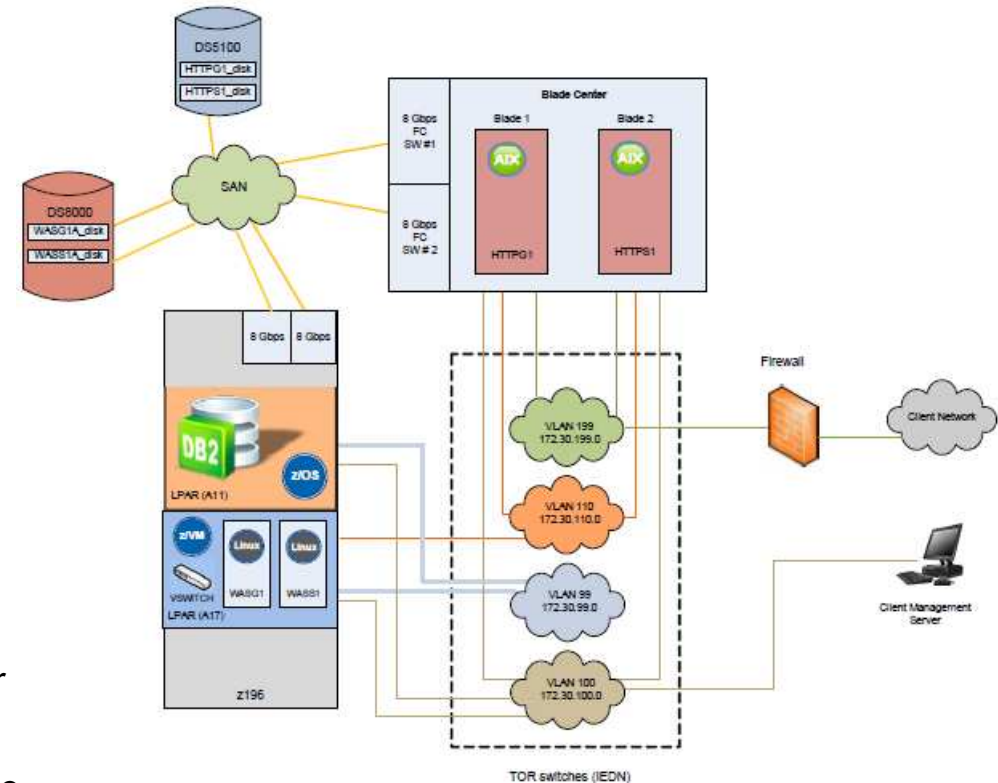 DS5100
HTTPG1_disk
HTTPS1_disk
DS8000
WASG1A_disk
WASS1A_disk
SAN
8 Gbps
FC
SW #1
8 Gbps
FC
SW # 2
Blade Center
Blade 1
Blade 2
AIX
AIX
HTTPG1
HTTPS1
8 Gbps
8 Gbps
DB2
z/OS
LPAR (A11)
z/VM
Linux
Linux
VSWITCH
WASG1
WASS1
LPAR (A17)
z196
VLAN 199
172.30.199.0
VLAN 110
172.30.110.0
VLAN 99
172.30.99.0
VLAN 100
172.30.100.0
TOR switches (IEDN)
Firewall
Client Network
Client Management
Server